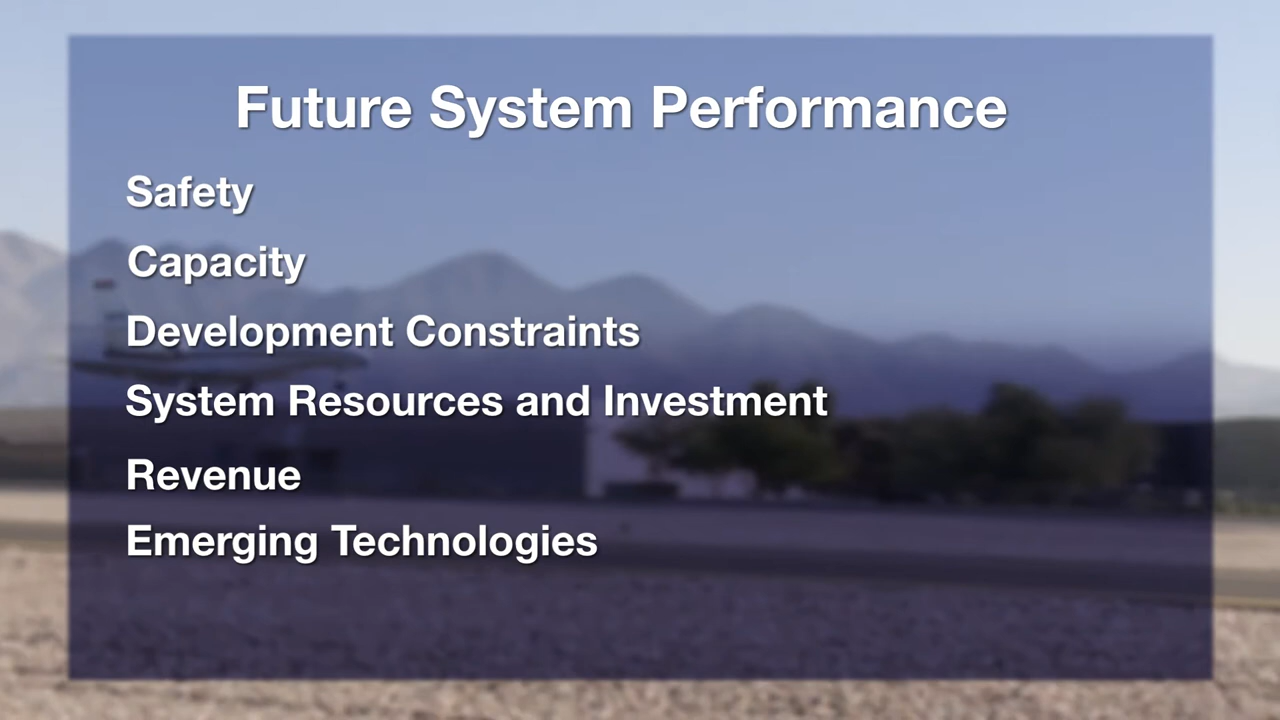 Future System Performance
Safety
Capacity
Development Constraints
System Resources and Investment
Revenue
Emerging Technologies